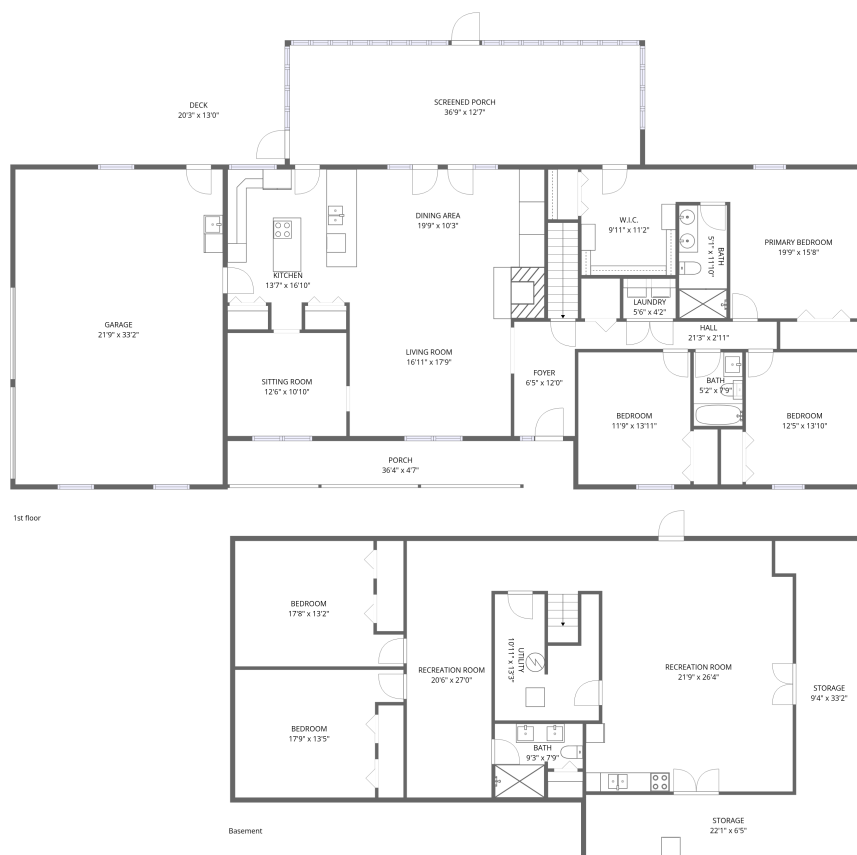 DECK
20'3" x 13'0"
SCREENED PORCH
36'9" x 12'7"
DINING AREA
19'9" x 10'3"
W.I.C.
9'11" x 11'2"
BATH
5'1" x 11'10"
PRIMARY BEDROOM
19'9" x 15'8"
KITCHEN
13'7" x 16'10"
LAUNDRY
5'6" x 4'2"
GARAGE
21'9" x 33'2"
HALL
21'3" x 2'11"
LIVING ROOM
16'11" x 17'9"
SITTING ROOM
12'6" x 10'10"
FOYER
6'5" x 12'0"
BATH
5'2" x 7'9"
BEDROOM
11'9" x 13'11"
BEDROOM
12'5" x 13'10"
PORCH
36'4" x 4'7"
1st floor
BEDROOM
17'8" x 13'2"
UTILITY
10'11" x 13'3"
RECREATION ROOM
20'6" x 27'0"
RECREATION ROOM
21'9" x 26'4"
STORAGE
9'4" x 33'2"
BEDROOM
17'9" x 13'5"
BATH
9'3" x 7'9"
STORAGE
22'1" x 6'5"
Basement